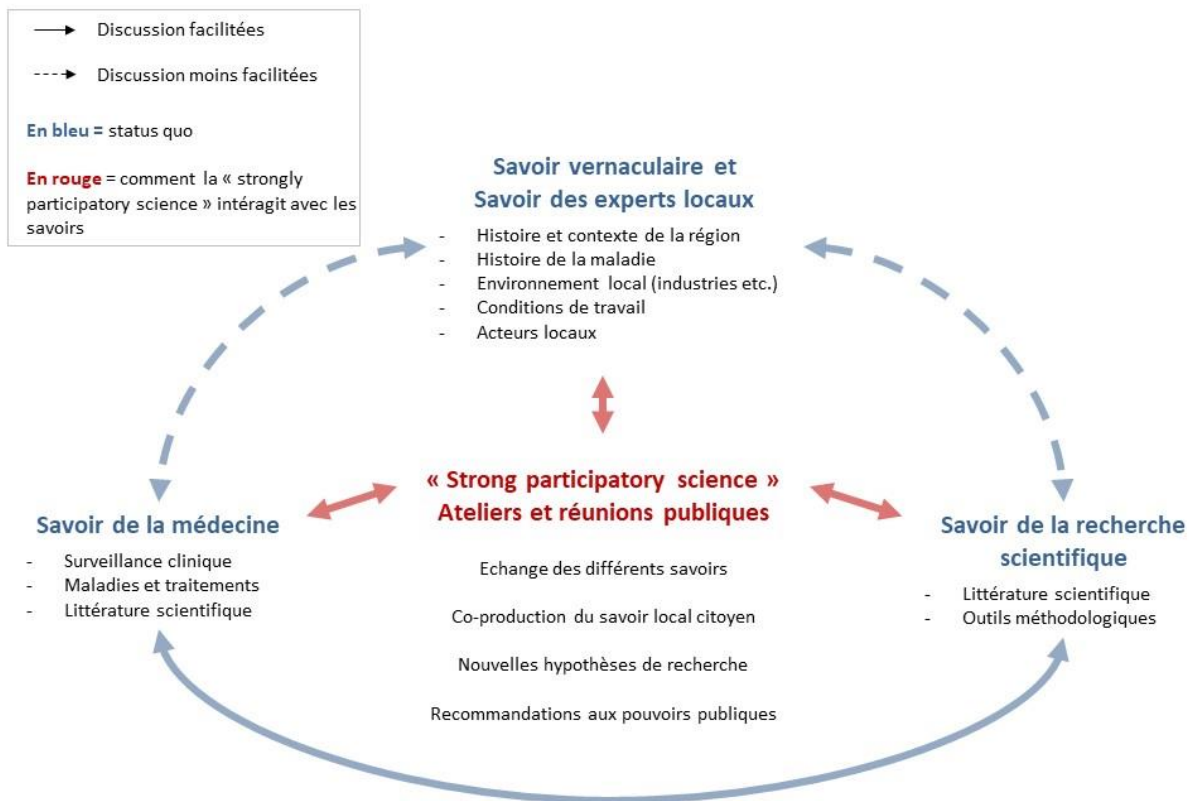 Discussion facilitées
Discussion moins facilitées
En bleu = status quo
En rouge = comment la « strongly
participatory science » intéragit avec les
savoirs
Savoir vernaculaire et
Savoir des experts locaux
- Histoire et contexte de la région
- Histoire de la maladie
- Environnement local (industries etc.)
- Conditions de travail
- Acteurs locaux
« Strong participatory science »
Ateliers et réunions publiques
Echange des différents savoirs
Co-production du savoir local citoyen
Nouvelles hypothèses de recherche
Recommandations aux pouvoirs publiques
Savoir de la médecine
- Surveillance clinique
- Maladies et traitements
- Littérature scientifique
Savoir de la recherche
scientifique
- Littérature scientifique
- Outils méthodologiques